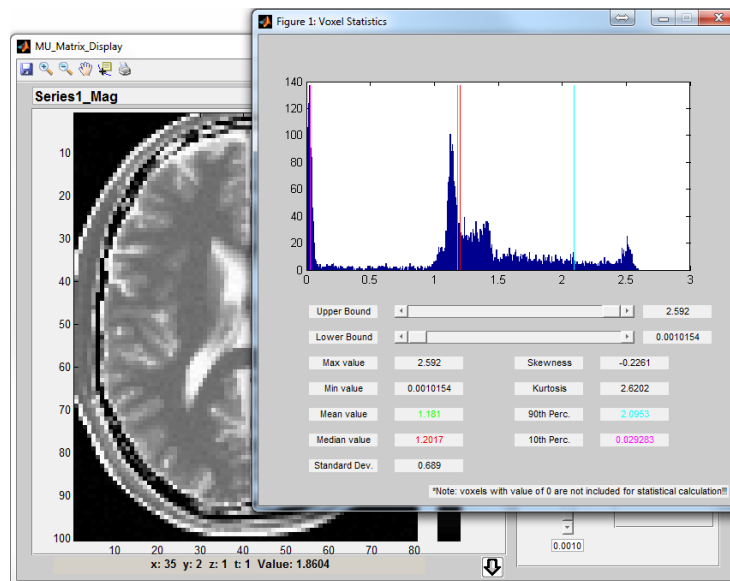 Figure 1: Voxel Statistics
MU_Matrix_Display
Series1_Mag
10
20
30
40
50
60
70
80
90
100
10 20 30 40 50 60 70 80
x: 35 y: 2 z: 1 t: 1 Value: 1.8604
140
120
100
80
60
40
20
0
0 0.5 1 1.5 2 2.5 3
Upper Bound 2.592
Lower Bound 0.0010154
Max value 2.592 Skewness -0.2261
Min value 0.0010154 Kurtosis 2.6202
Mean value 1.181 90th Perc. 2.0953
Median value 1.2017 10th Perc. 0.029283
Standard Dev. 0.689
*Note: voxels with value of 0 are not included for statistical calculation!!!
0.0010